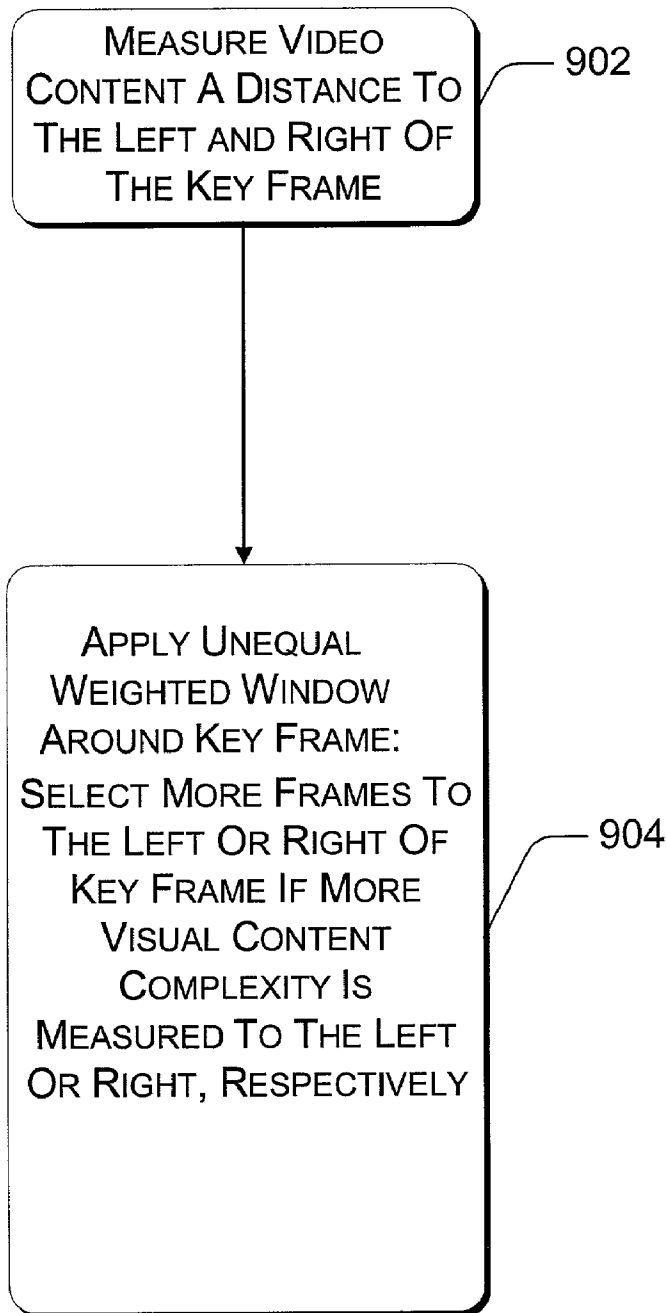 MEASURE VIDEO
CONTENT A DISTANCE TO
THE LEFT AND RIGHT OF
THE KEY FRAME
902
APPLY UNEQUAL
WEIGHTED WINDOW
AROUND KEY FRAME:
SELECT MORE FRAMES TO
THE LEFT OR RIGHT OF
KEY FRAME IF MORE
VISUAL CONTENT
COMPLEXITY IS
MEASURED TO THE LEFT
OR RIGHT, RESPECTIVELY
904